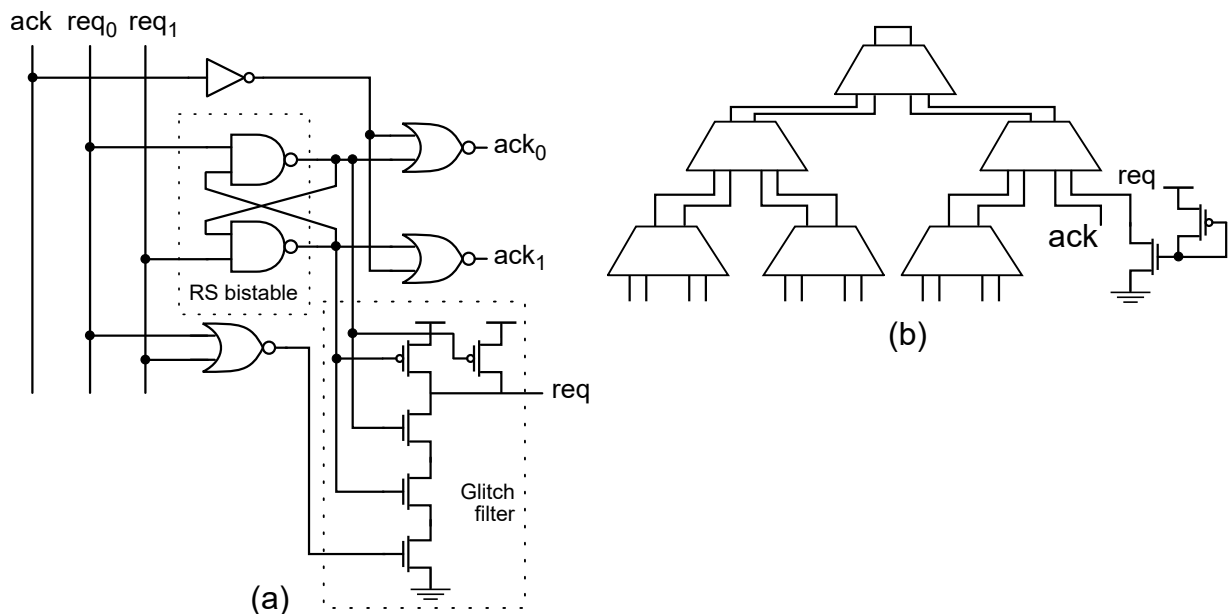 ack req₀ req₁
ack₀
RS bistable
ack₁
req
Glitch
filter
(a)
req
ack
(b)